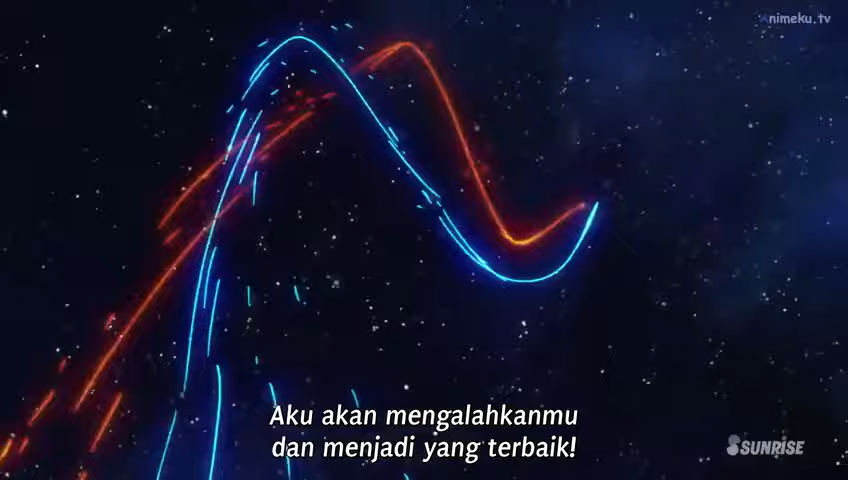 Animeku.tv
Aku akan mengalahkanmu
dan menjadi yang terbaik!
SUNRISE